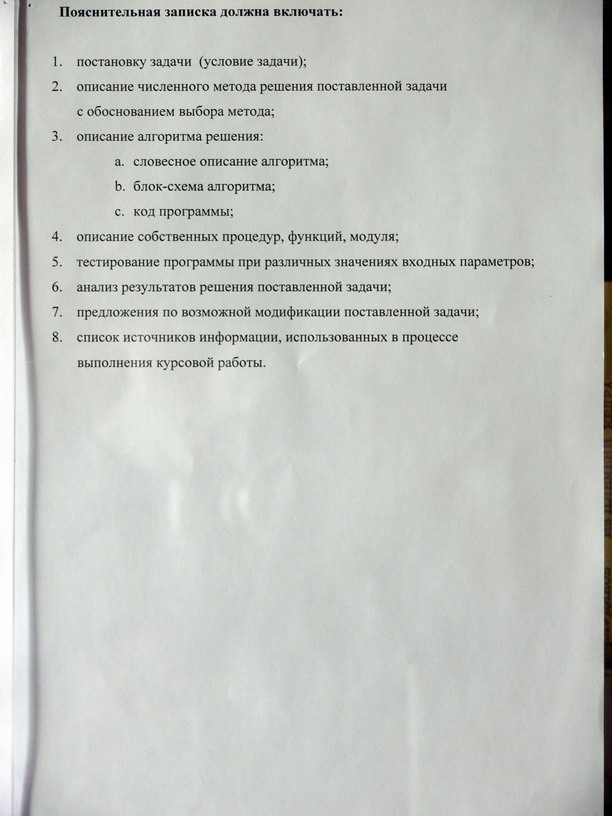 Пояснительная записка должна включать:
1. постановку задачи (условие задачи);
2. описание численного метода решения поставленной задачи
с обоснованием выбора метода;
3. описание алгоритма решения:
a. словесное описание алгоритма;
b. блок-схема алгоритма;
c. код программы;
4. описание собственных процедур, функций, модуля;
5. тестирование программы при различных значениях входных параметров;
6. анализ результатов решения поставленной задачи;
7. предложения по возможной модификации поставленной задачи;
8. список источников информации, использованных в процессе
выполнения курсовой работы.